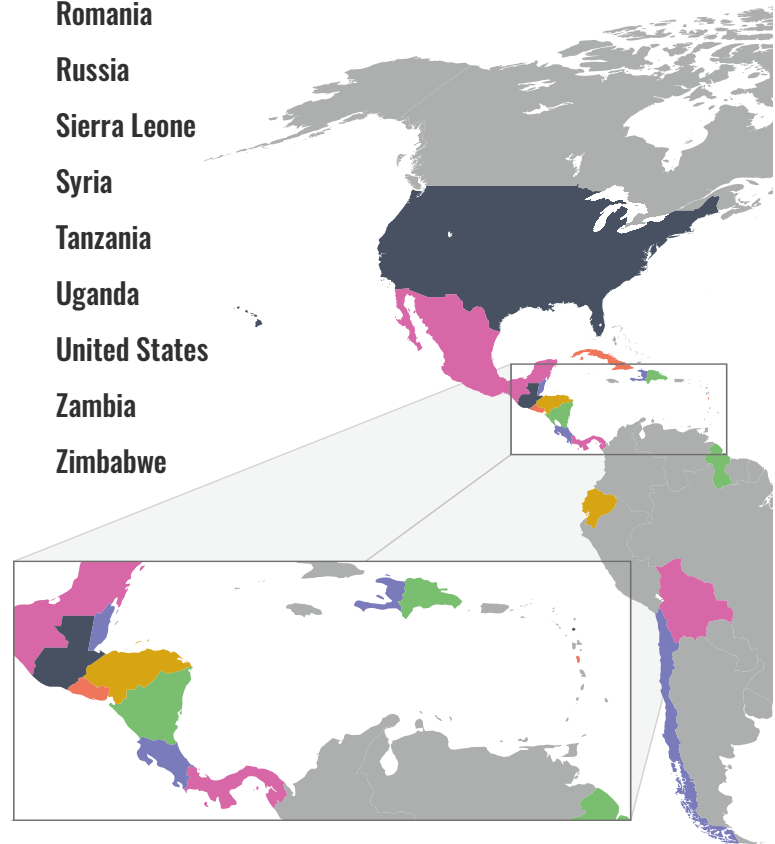 Romania
Russia
Sierra Leone
Syria
Tanzania
Uganda
United States
Zambia
Zimbabwe